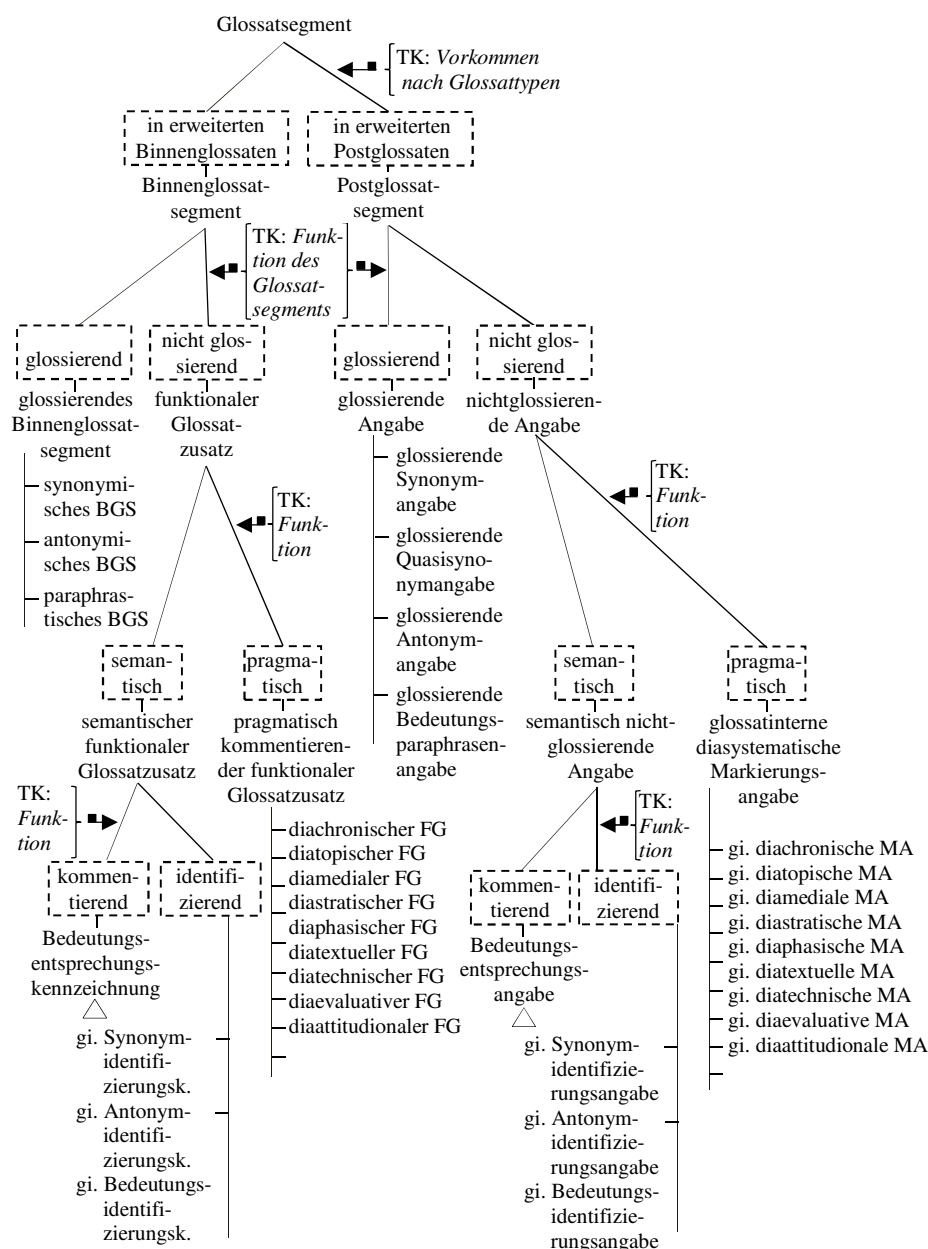 Glossatsegment
TK: Vorkommen
nach Glossattypen
in erweiterten
Binnenglossaten
in erweiterten
Postglossaten
Binnenglossat-
segment
Postglossat-
segment
TK: Funk-
tion des
Glossat-
segments
glossierend
nicht glos-
sierend
glossierend
nicht glos-
sierend
glossierendes
Binnenglossat-
segment
funktionaler
Glossat-
zusatz
glossierende
Angabe
nichtglossieren-
de Angabe
synonymi-
sches BGS
antonymi-
sches BGS
paraphras-
tisches BGS
TK:
Funk-
tion
glossierende
Synonym-
angabe
glossierende
Quasisyno-
nymangabe
glossierende
Antonym-
angabe
glossierende
Bedeutungs-
paraphrasen-
angabe
TK:
Funk-
tion
seman-
tisch
pragma-
tisch
seman-
tisch
pragma-
tisch
semantischer
funktionaler
Glossatzusatz
pragmatisch
kommentieren-
der funktionaler
Glossatzusatz
semantisch nicht-
glossierende
Angabe
glossatinterne
diasystematische
Markierungs-
angabe
TK:
Funk-
tion
kommen-
tierend
identifi-
zierend
Bedeutungs-
entsprechungs-
kennzeichnung
gi. Synonym-
identifi-
zierungsk.
gi. Antonym-
identifi-
zierungsk.
gi. Bedeutungs-
identifi-
zierungsk.
diachronischer FG
diatopischer FG
diamedialer FG
diastratischer FG
diaphasischer FG
diatextueller FG
diatechnischer FG
diaevaluativer FG
diaattitudionaler FG
TK:
Funk-
tion
kommen-
tierend
identifi-
zierend
Bedeutungs-
entsprechungs-
angabe
gi. Synonym-
identifizie-
rungsangabe
gi. Antonym-
identifizie-
rungsangabe
gi. Bedeutungs-
identifizie-
rungsangabe
gi. diachronische MA
gi. diatopische MA
gi. diamediale MA
gi. diastratische MA
gi. diaphasische MA
gi. diatextuelle MA
gi. diatechnische MA
gi. diaevaluative MA
gi. diaattitudionale MA